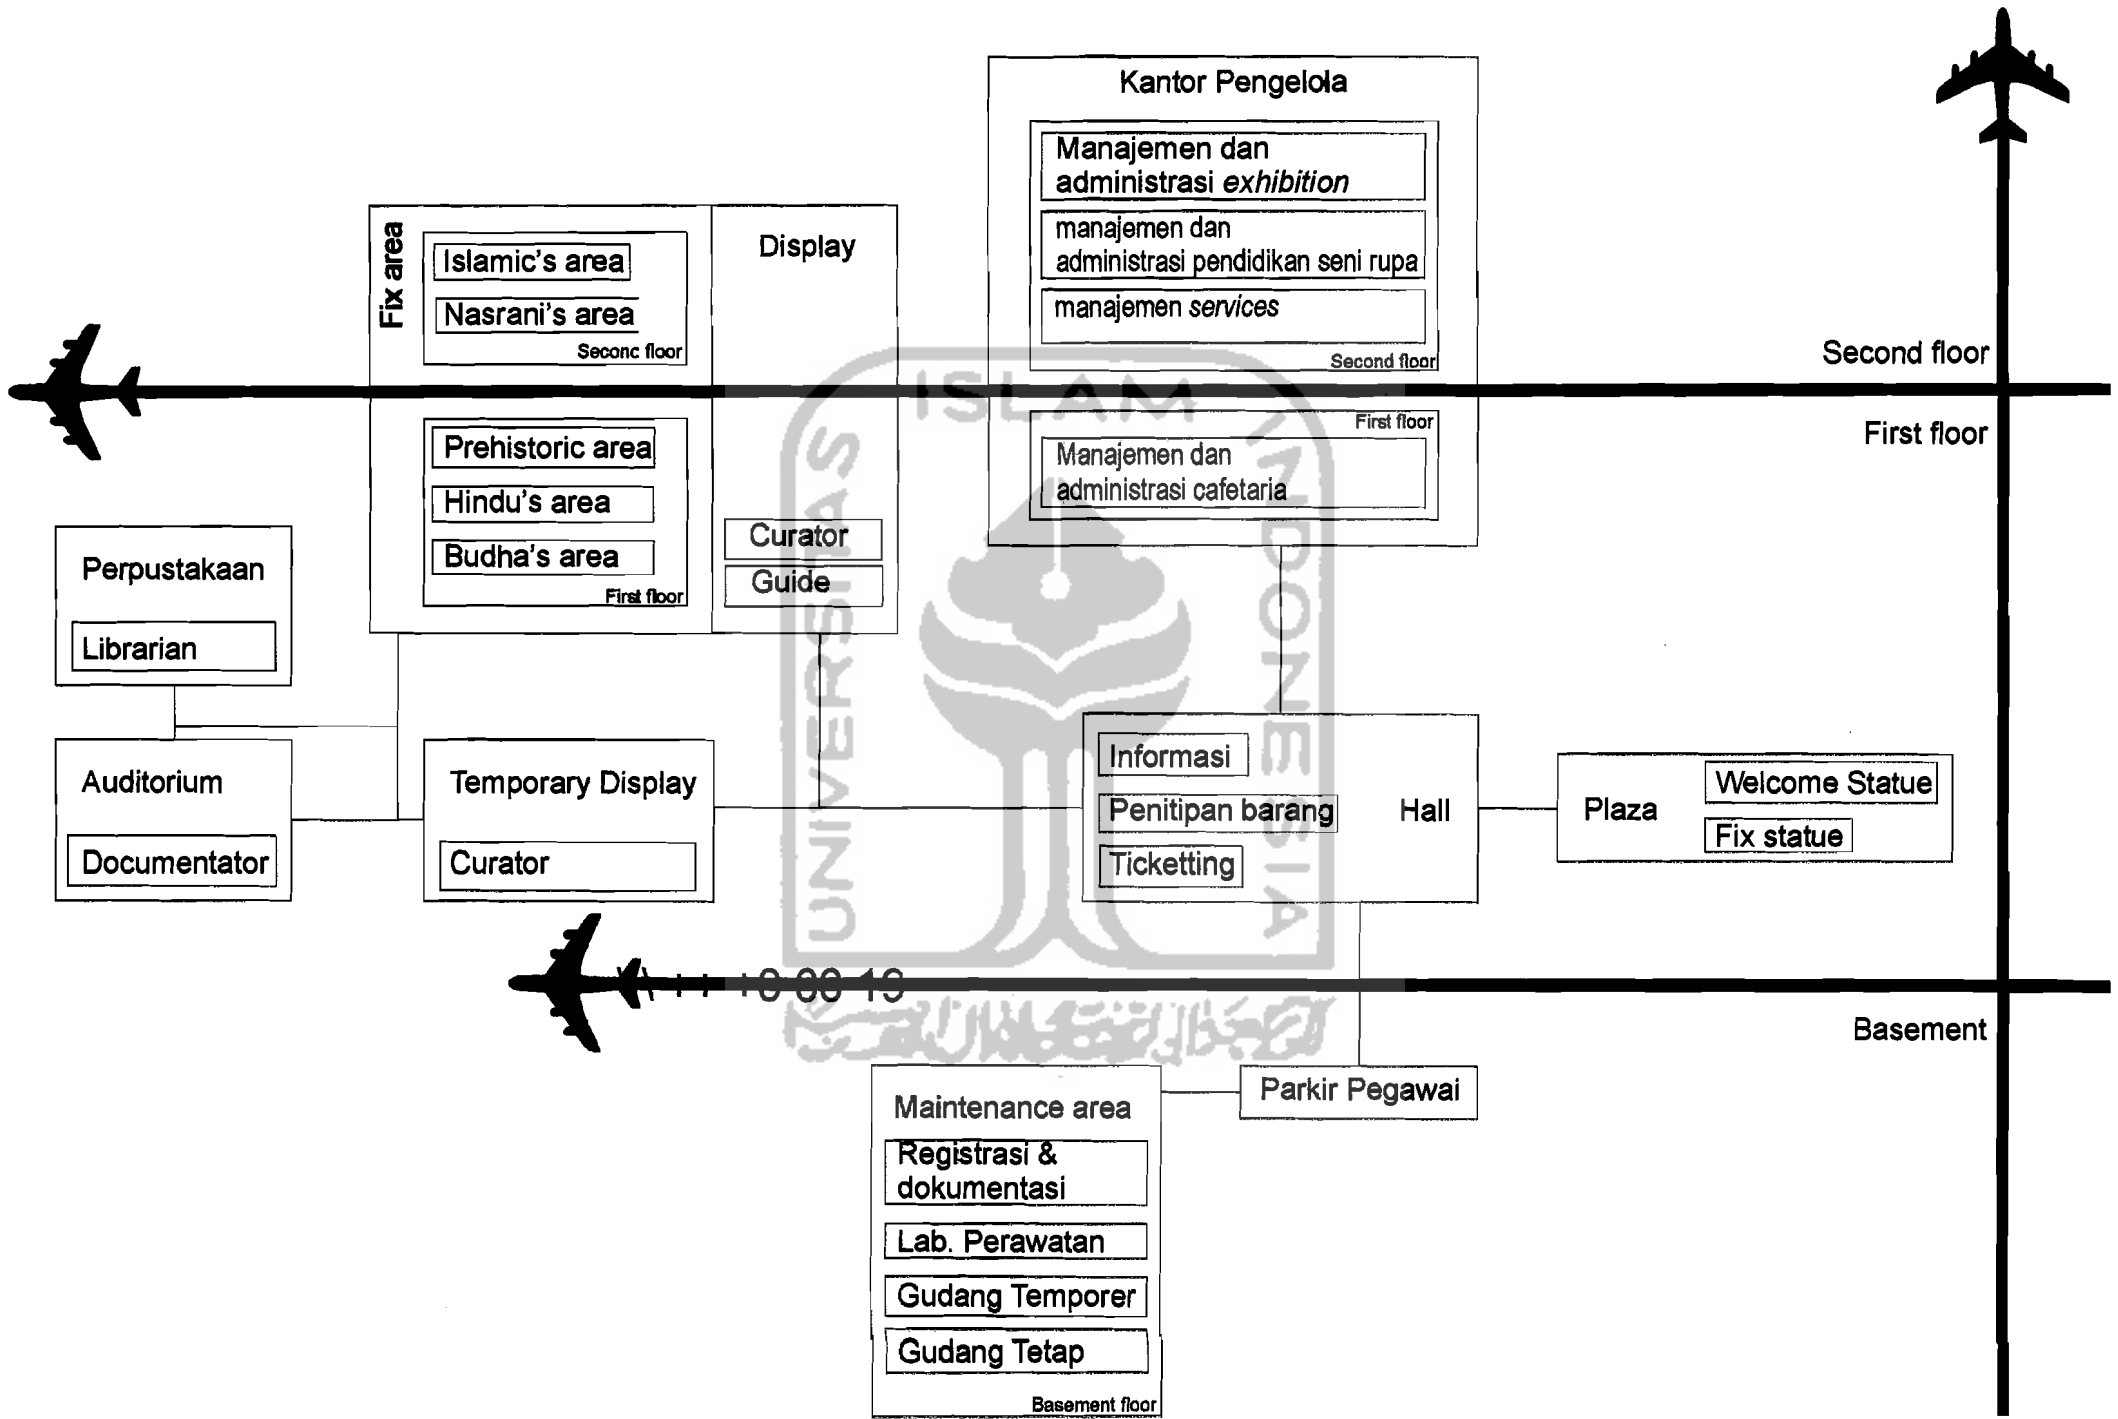 Kantor Pengelola
Manajemen dan
administrasi exhibition
manajemen dan
administrasi pendidikan seni rupa
manajemen services
Second floor
First floor
Manajemen dan
administrasi cafetaria
Fix area
Islamic's area
Nasrani's area
Seconc floor
Display
Prehistoric area
Hindu's area
Budha's area
First floor
Curator
Guide
Second floor
First floor
Perpustakaan
Librarian
Auditorium
Documentator
Temporary Display
Curator
Informasi
Penitipan barang
Ticketting
Hall
Plaza
Welcome Statue
Fix statue
Basement
Parkir Pegawai
Maintenance area
Registrasi &
dokumentasi
Lab. Perawatan
Gudang Temporer
Gudang Tetap
Basement floor
UNIVERSITAS
ISLAM
INDONESIA